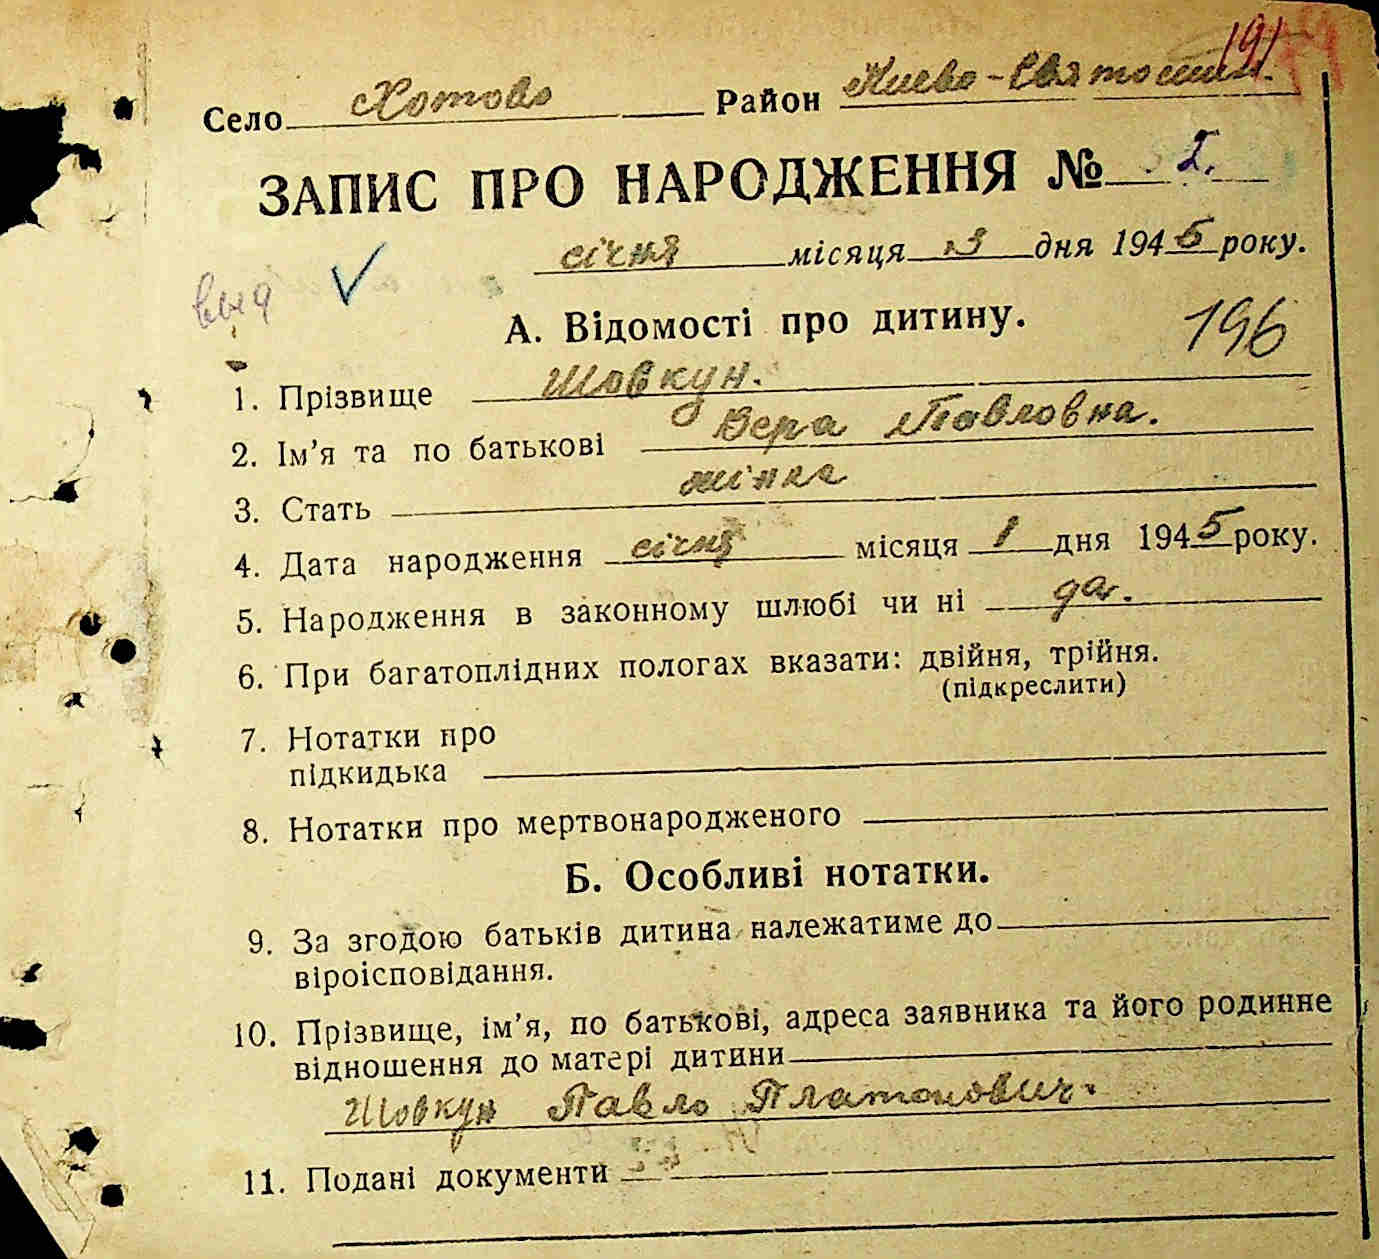 191
Село Хотово Район Києво-Святошин.
ЗАПИС ПРО НАРОДЖЕННЯ № 2.
січня місяця 3 дня 1945 року.
выд
А. Відомості про дитину.
196
1. Прізвище Шовкун.
2. Ім'я та по батькові Вера Павловна.
3. Стать жінка
4. Дата народження січня місяця 1 дня 1945 року.
5. Народження в законному шлюбі чи ні да.
6. При багатоплідних пологах вказати: двійня, трійня.
(підкреслити)
7. Нотатки про
підкидька
8. Нотатки про мертвонародженого
Б. Особливі нотатки.
9. За згодою батьків дитина належатиме до
віроісповідання.
10. Прізвище, ім'я, по батькові, адреса заявника та його родинне
відношення до матері дитини
Шовкун Павло Платонович.
11. Подані документи